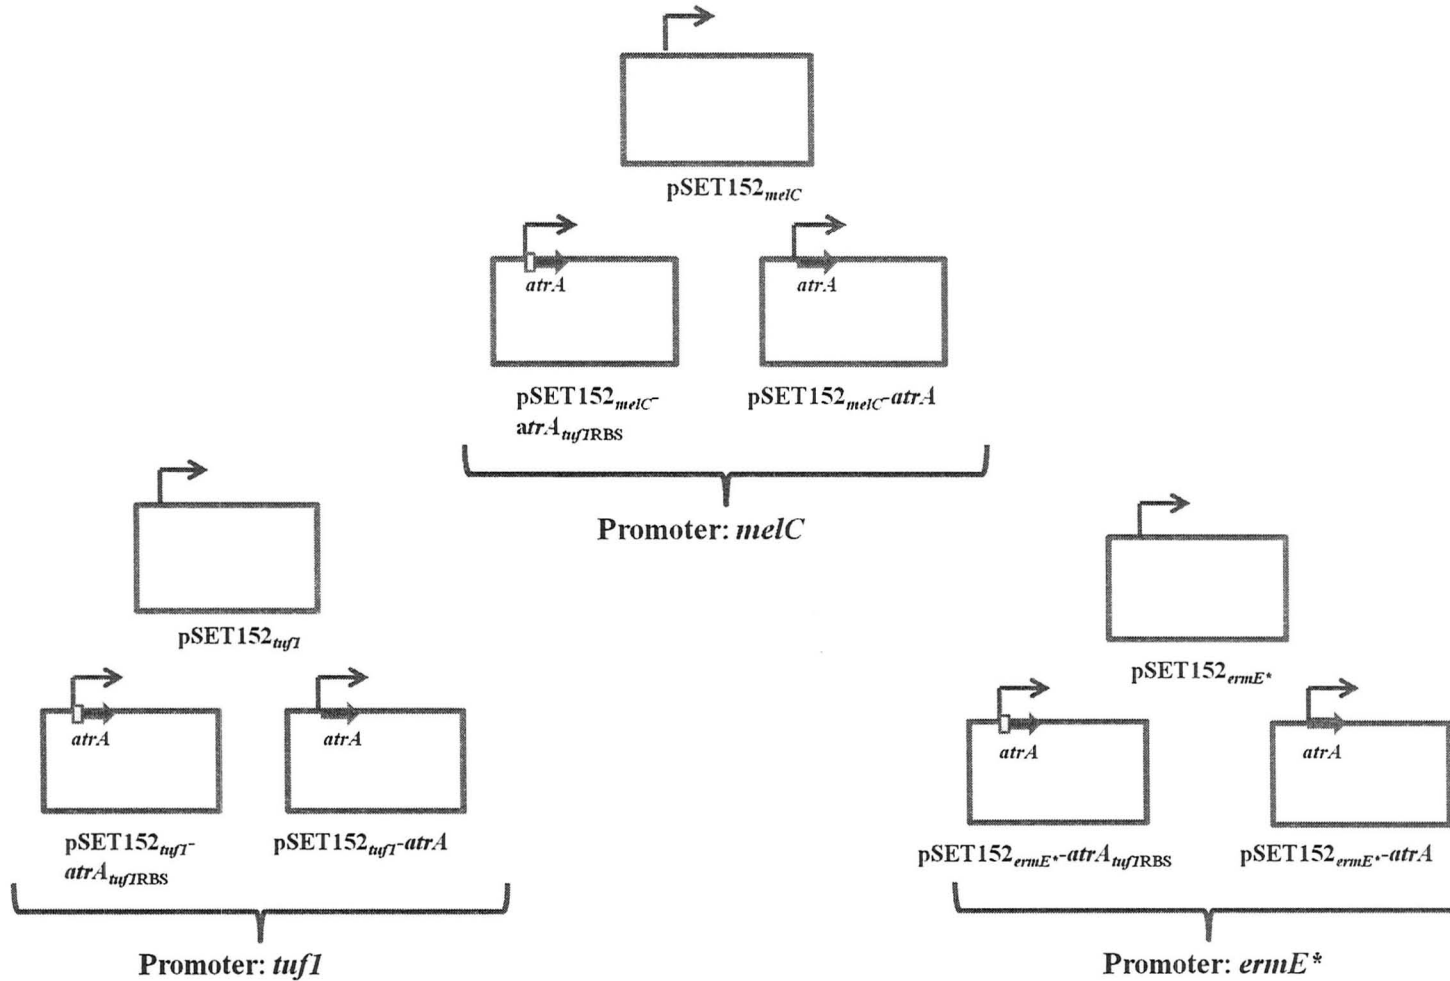 pSET152melC
atrA
atrA
pSET152melC-
atrAtuf1RBS
pSET152melC-atrA
Promoter: melC
pSET152tuf1
atrA
atrA
pSET152tuf1-
atrAtuf1RBS
pSET152tuf1-atrA
Promoter: tuf1
pSET152ermE*
atrA
atrA
pSET152ermE*-atrAtuf1RBS
pSET152ermE*-atrA
Promoter: ermE*